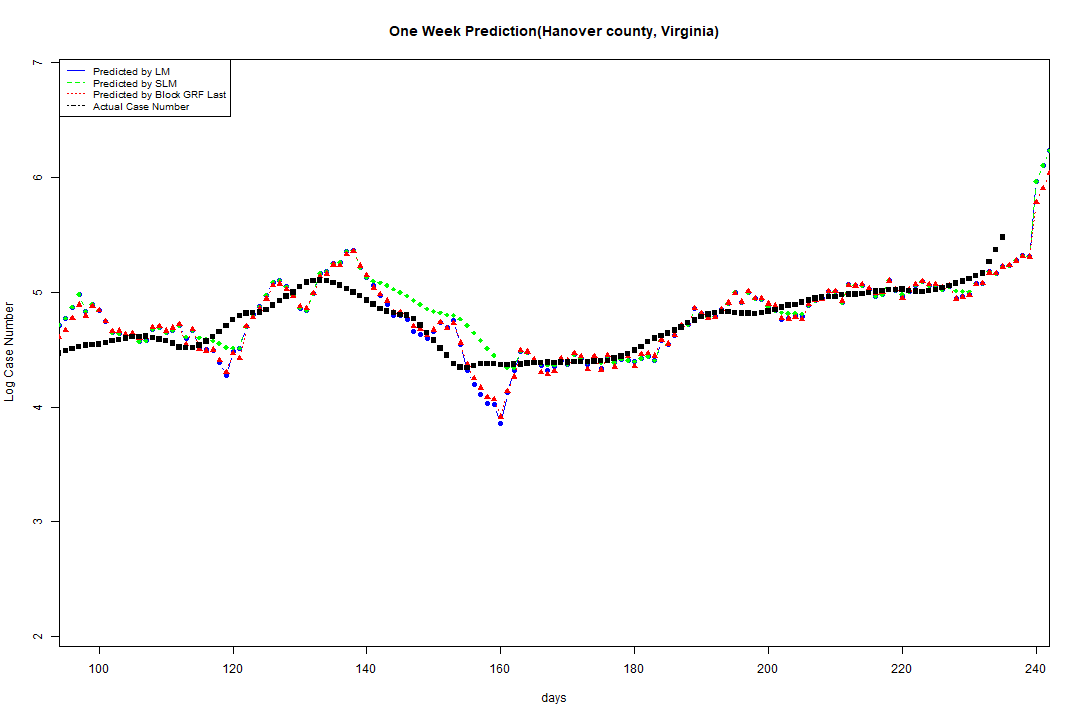 One Week Prediction(Hanover county, Virginia)
Predicted by LM
Predicted by SLM
Predicted by Block GRF Last
Actual Case Number
7
6
5
4
3
2
Log Case Number
100 120 140 160 180 200 220 240
days